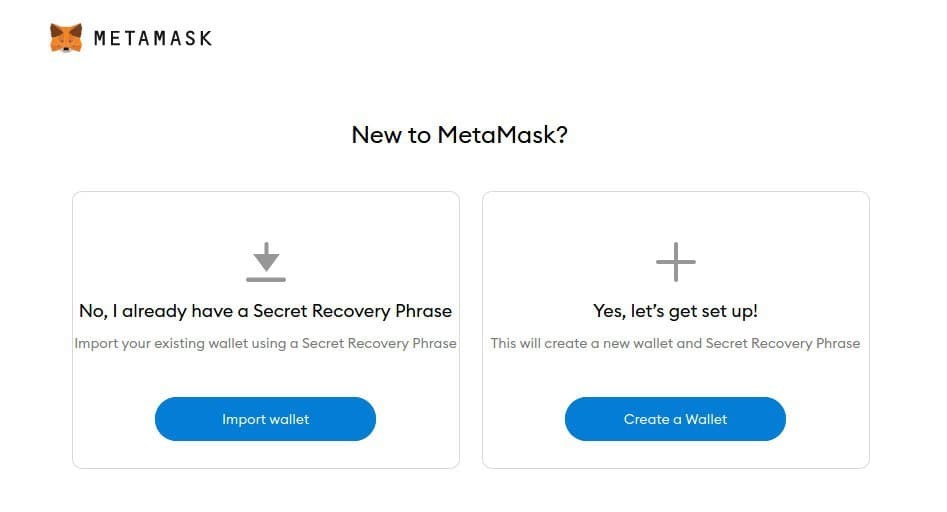 METAMASK
New to MetaMask?
No, I already have a Secret Recovery Phrase
Import your existing wallet using a Secret Recovery Phrase
Import wallet
Yes, let’s get set up!
This will create a new wallet and Secret Recovery Phrase
Create a Wallet